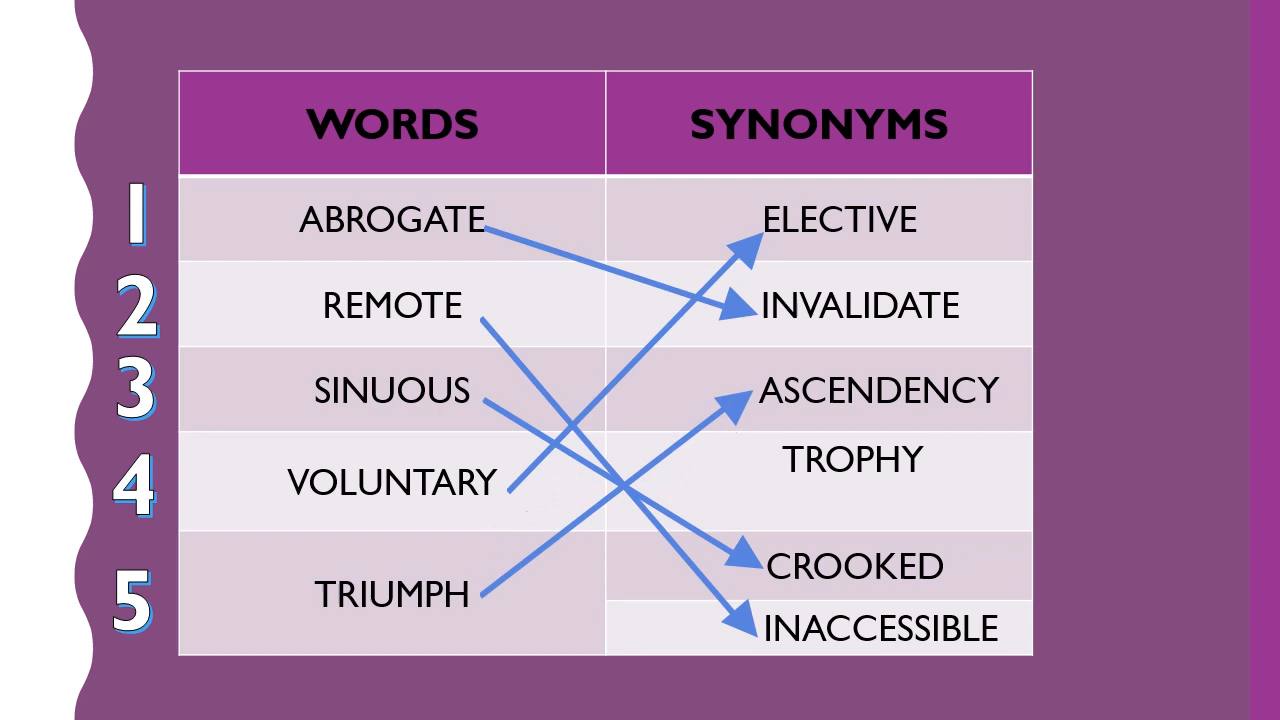 WORDS SYNONYMS
1 ABROGATE ELECTIVE
2 REMOTE INVALIDATE
3 SINUOUS ASCENDENCY
4 VOLUNTARY TROPHY
5 TRIUMPH CROOKED
INACCESSIBLE